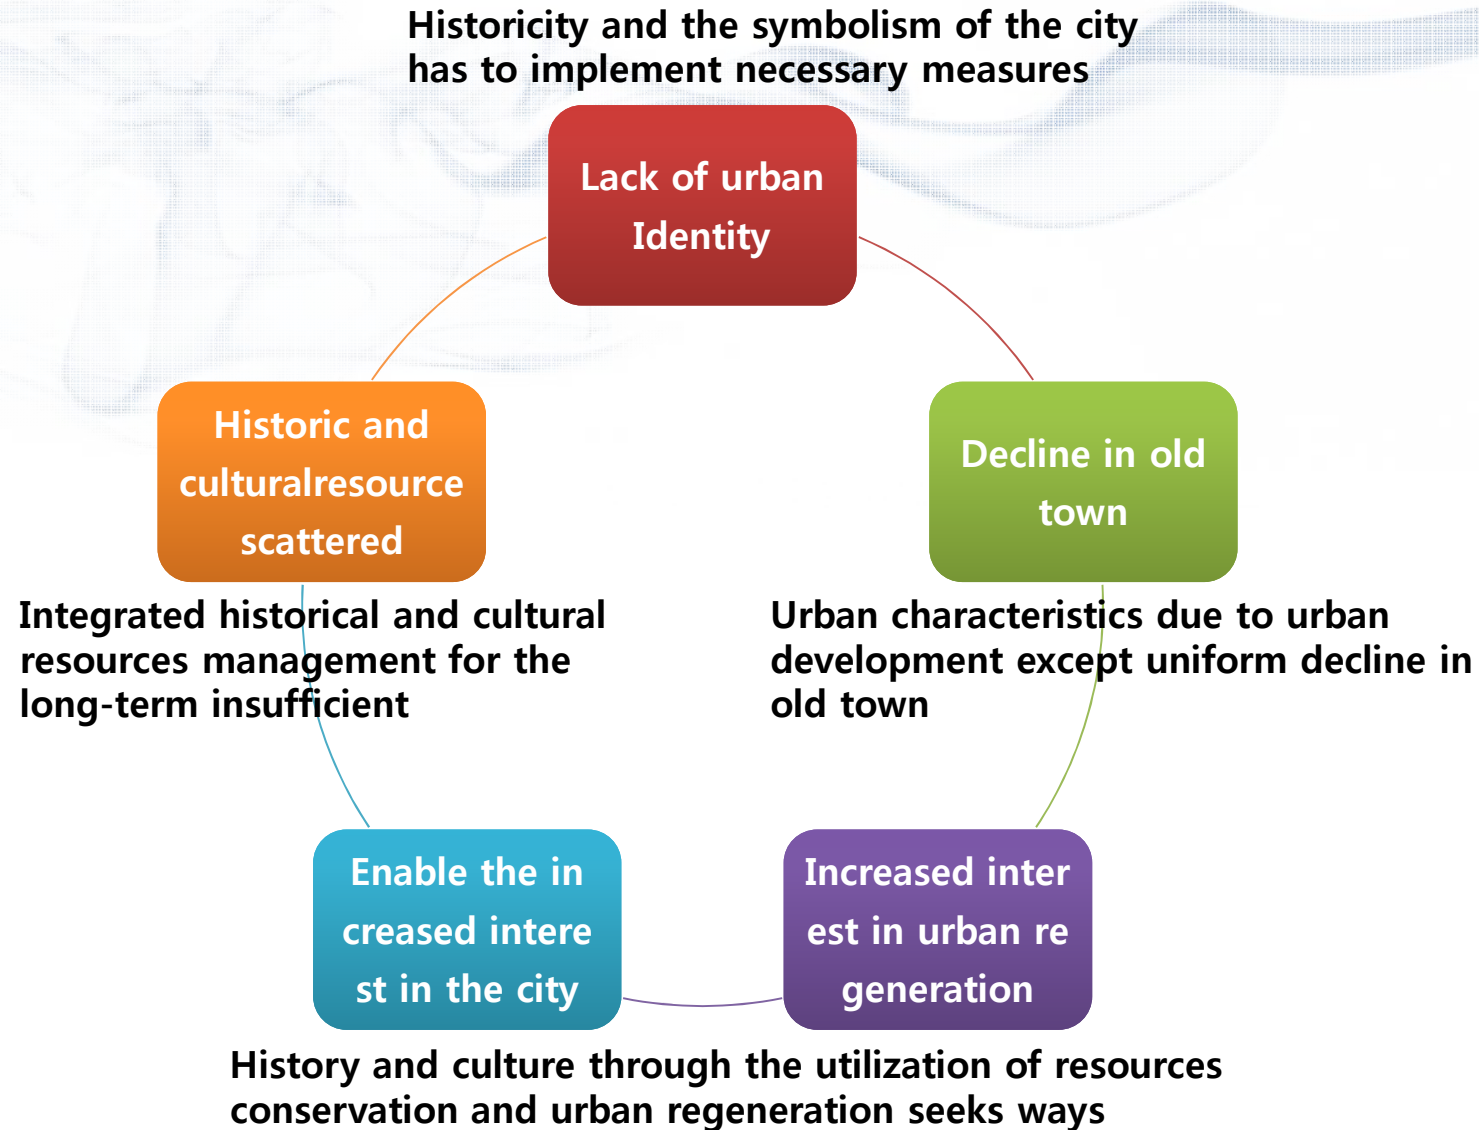 Historicity and the symbolism of the city
has to implement necessary measures
Lack of urban
Identity
Historic and
culturalresource
scattered
Decline in old
town
Integrated historical and cultural
resources management for the
long-term insufficient
Urban characteristics due to urban
development except uniform decline in
old town
Enable the in
creased intere
st in the city
Increased inter
est in urban re
generation
History and culture through the utilization of resources
conservation and urban regeneration seeks ways